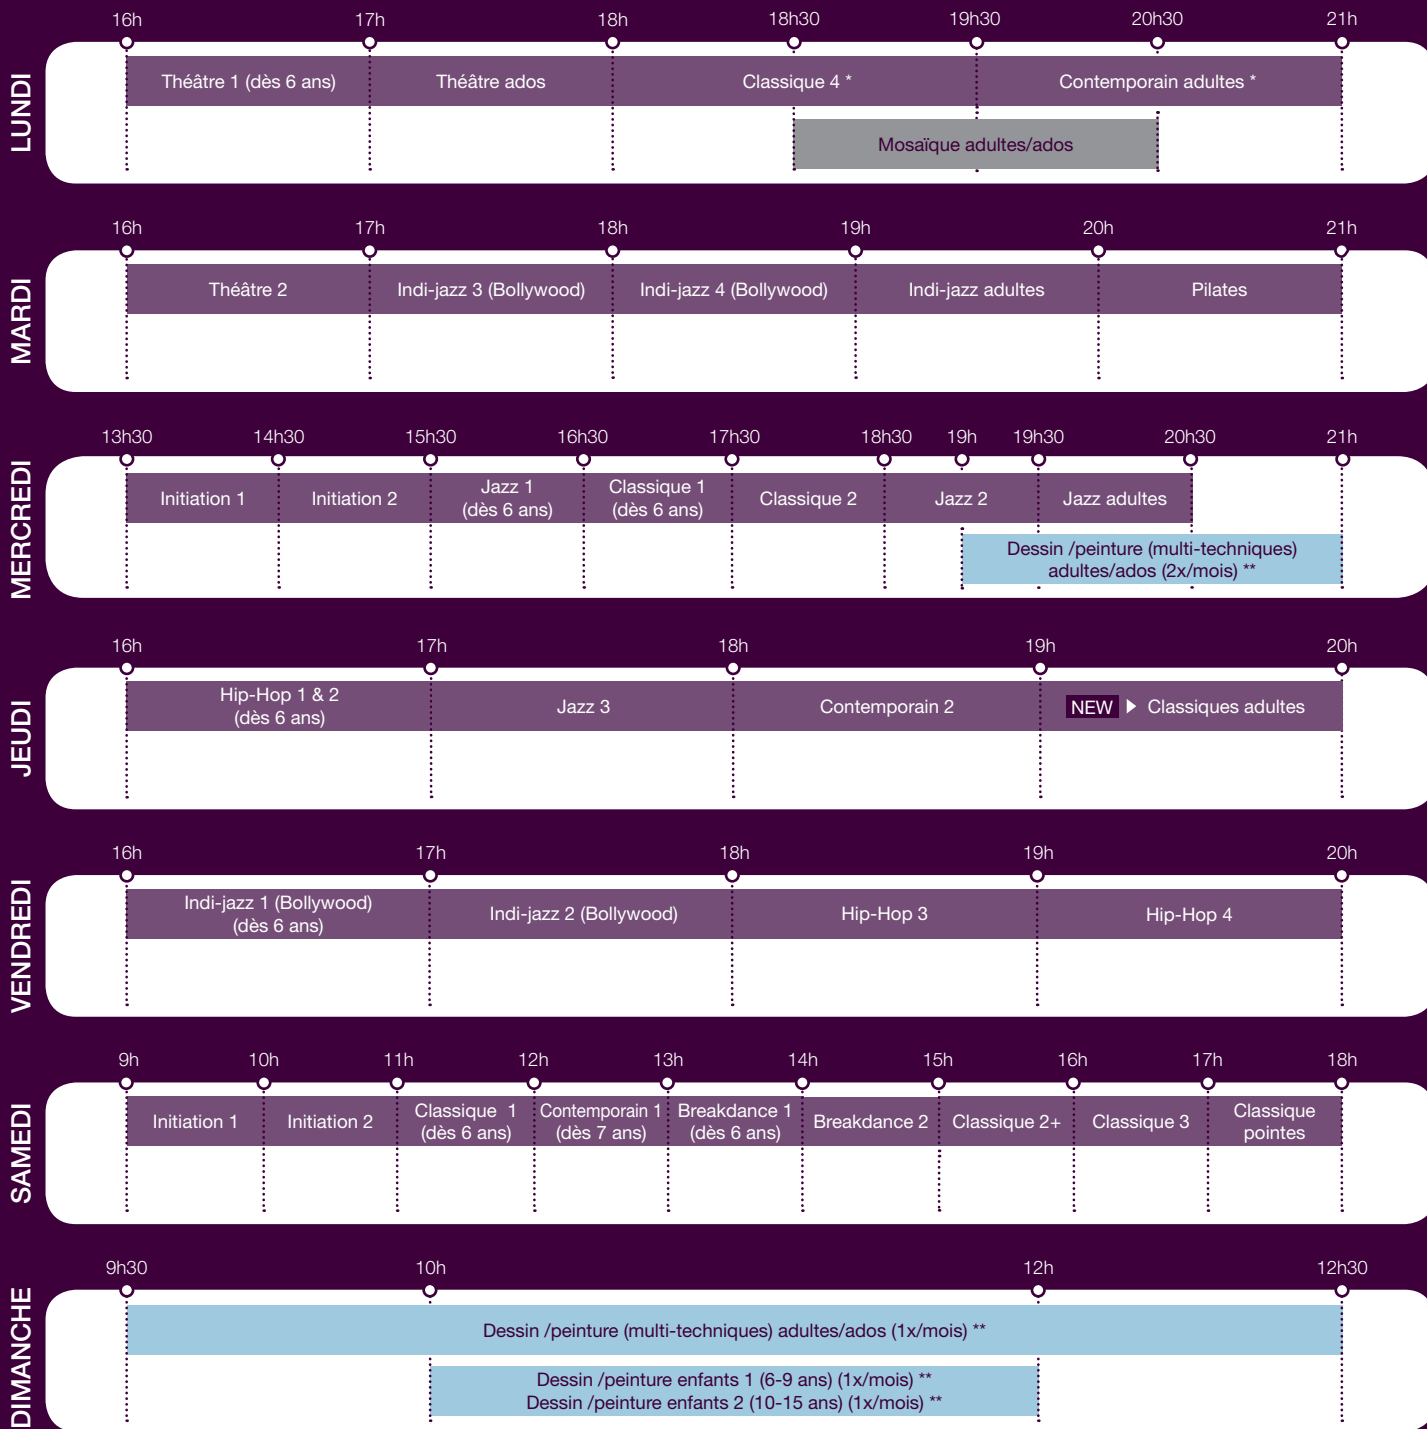 16h 17h 18h 18h30 19h30 20h30 21h
LUNDI
Théâtre 1 (dès 6 ans) Théâtre ados Classique 4 * Contemporain adultes *
Mosaïque adultes/ados
16h 17h 18h 19h 20h 21h
MARDI
Théâtre 2 Indi-jazz 3 (Bollywood) Indi-jazz 4 (Bollywood) Indi-jazz adultes Pilates
13h30 14h30 15h30 16h30 17h30 18h30 19h 19h30 20h30 21h
MERCREDI
Initiation 1 Initiation 2 Jazz 1 (dès 6 ans) Classique 1 (dès 6 ans) Classique 2 Jazz 2 Jazz adultes
Dessin /peinture (multi-techniques)
adultes/ados (2x/mois) **
16h 17h 18h 19h 20h
JEUDI
Hip-Hop 1 & 2 (dès 6 ans) Jazz 3 Contemporain 2 NEW Classiques adultes
16h 17h 18h 19h 20h
VENDREDI
Indi-jazz 1 (Bollywood) (dès 6 ans) Indi-jazz 2 (Bollywood) Hip-Hop 3 Hip-Hop 4
9h 10h 11h 12h 13h 14h 15h 16h 17h 18h
SAMEDI
Initiation 1 Initiation 2 Classique 1 (dès 6 ans) Contemporain 1 (dès 7 ans) Breakdance 1 (dès 6 ans) Breakdance 2 Classique 2+ Classique 3 Classique pointes
9h30 10h 12h 12h30
DIMANCHE
Dessin /peinture (multi-techniques) adultes/ados (1x/mois) **
Dessin /peinture enfants 1 (6-9 ans) (1x/mois) **
Dessin /peinture enfants 2 (10-15 ans) (1x/mois) **